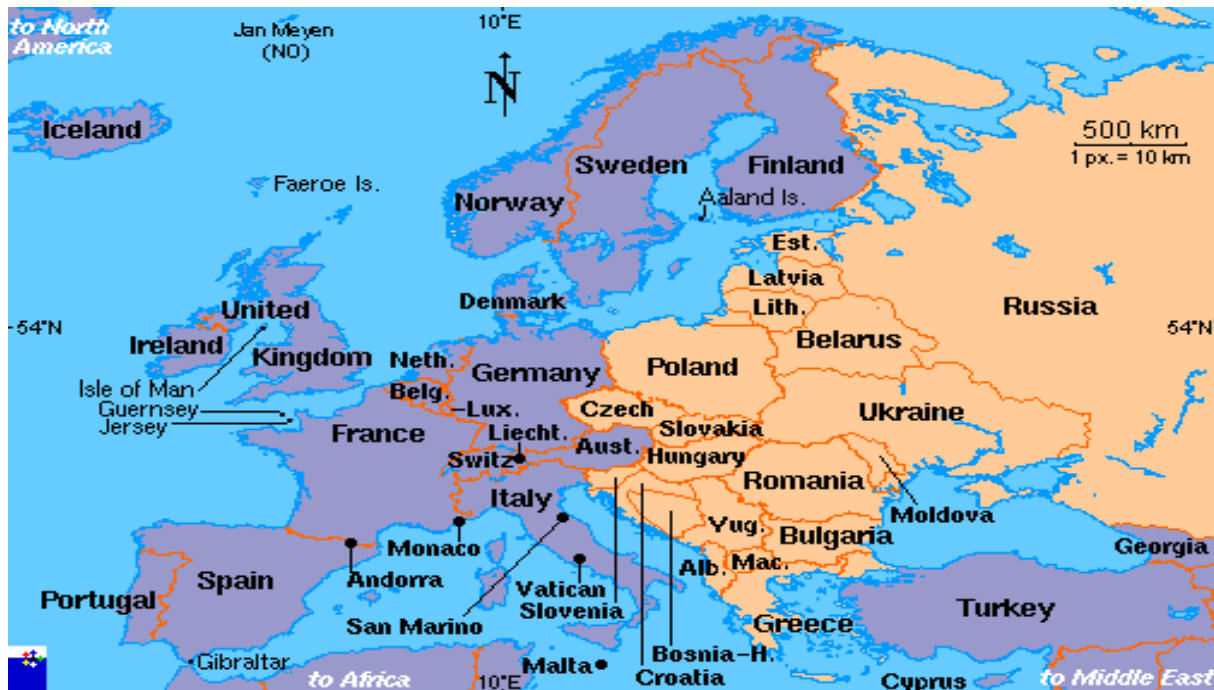 to North
America
Jan Meyen
(NO)
10°E
N
Iceland
500 km
1 px. = 10 km
Sweden
Finland
Faeroe Is.
Norway
Aaland Is.
Est.
Latvia
Denmark
Lith.
Russia
United
54°N
54°N
Ireland
Kingdom
Belarus
Neth.
Poland
Germany
Isle of Man
Belg.
Guernsey
Lux.
Czech
Ukraine
Jersey
France
Liecht.
Slovakia
Aust.
Switz
Hungary
Italy
Romania
Moldova
Yug.
Bulgaria
Monaco
Georgia
Andorra
Alb.
Mac.
Spain
Vatican
Portugal
Slovenia
Turkey
San Marino
Greece
Bosnia-H.
Gibraltar
Malta
Croatia
to Africa
10°E
Cyprus
to Middle East